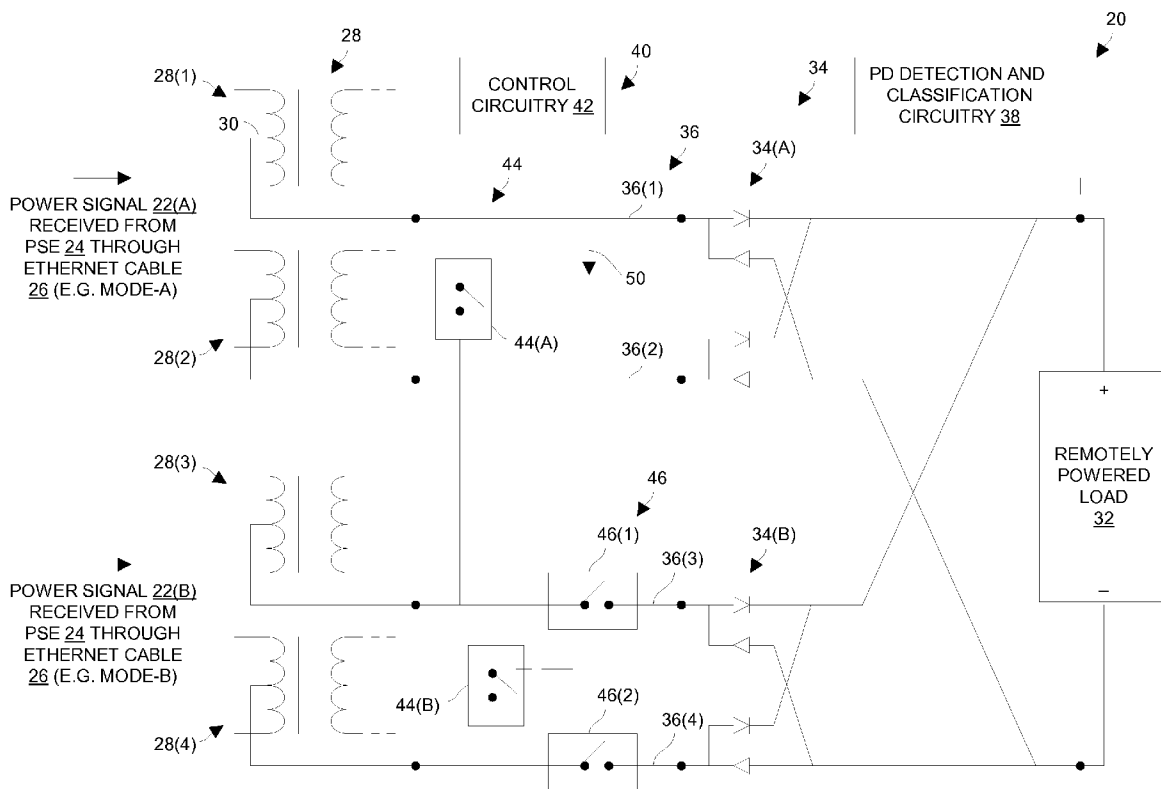 28
28(1)
30
CONTROL
CIRCUITRY 42
40
34
PD DETECTION AND
CLASSIFICATION
CIRCUITRY 38
20
POWER SIGNAL 22(A)
RECEIVED FROM
PSE 24 THROUGH
ETHERNET CABLE
26 (E.G. MODE-A)
44
36
36(1)
34(A)
50
44(A)
28(2)
36(2)
+
REMOTELY
POWERED
LOAD
32
–
28(3)
46
46(1)
36(3)
34(B)
POWER SIGNAL 22(B)
RECEIVED FROM
PSE 24 THROUGH
ETHERNET CABLE
26 (E.G. MODE-B)
44(B)
46(2)
36(4)
28(4)